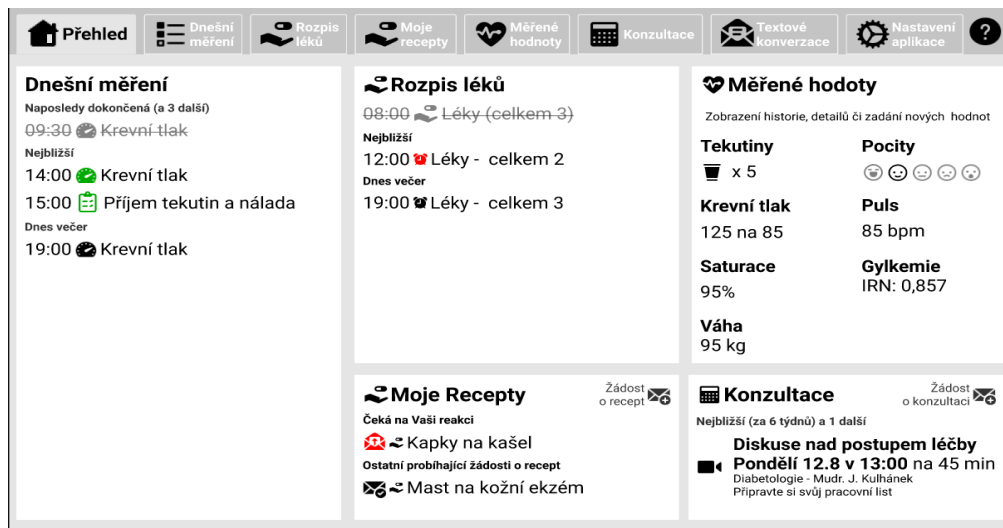 Přehled
Dnešní
měření
Rozpis
léků
Moje
recepty
Měřené
hodnoty
Konzultace
Textové
konverzace
Nastavení
aplikace
?
Dnešní měření
Naposledy dokončená (a 3 další)
09:30 Krevní tlak
Nejbližší
14:00 Krevní tlak
15:00 Příjem tekutin a nálada
Dnes večer
19:00 Krevní tlak
Rozpis léků
08:00 Léky (celkem 3)
Nejbližší
12:00 Léky - celkem 2
Dnes večer
19:00 Léky - celkem 3
Měřené hodoty
Zobrazení historie, detailů či zadání nových hodnot
Tekutiny
x 5
Pocity
Krevní tlak
125 na 85
Puls
85 bpm
Saturace
95%
Gylkemie
IRN: 0,857
Váha
95 kg
Moje Recepty
Žádost
o recept
Čeká na Vaši reakci
Kapky na kašel
Ostatní probíhající žádosti o recept
Mast na kožní ekzém
Konzultace
Žádost
o konzultaci
Nejbližší (za 6 týdnů) a 1 další
Diskuse nad postupem léčby
Pondělí 12.8 v 13:00 na 45 min
Diabetologie - Mudr. J. Kulhánek
Připravte si svůj pracovní list